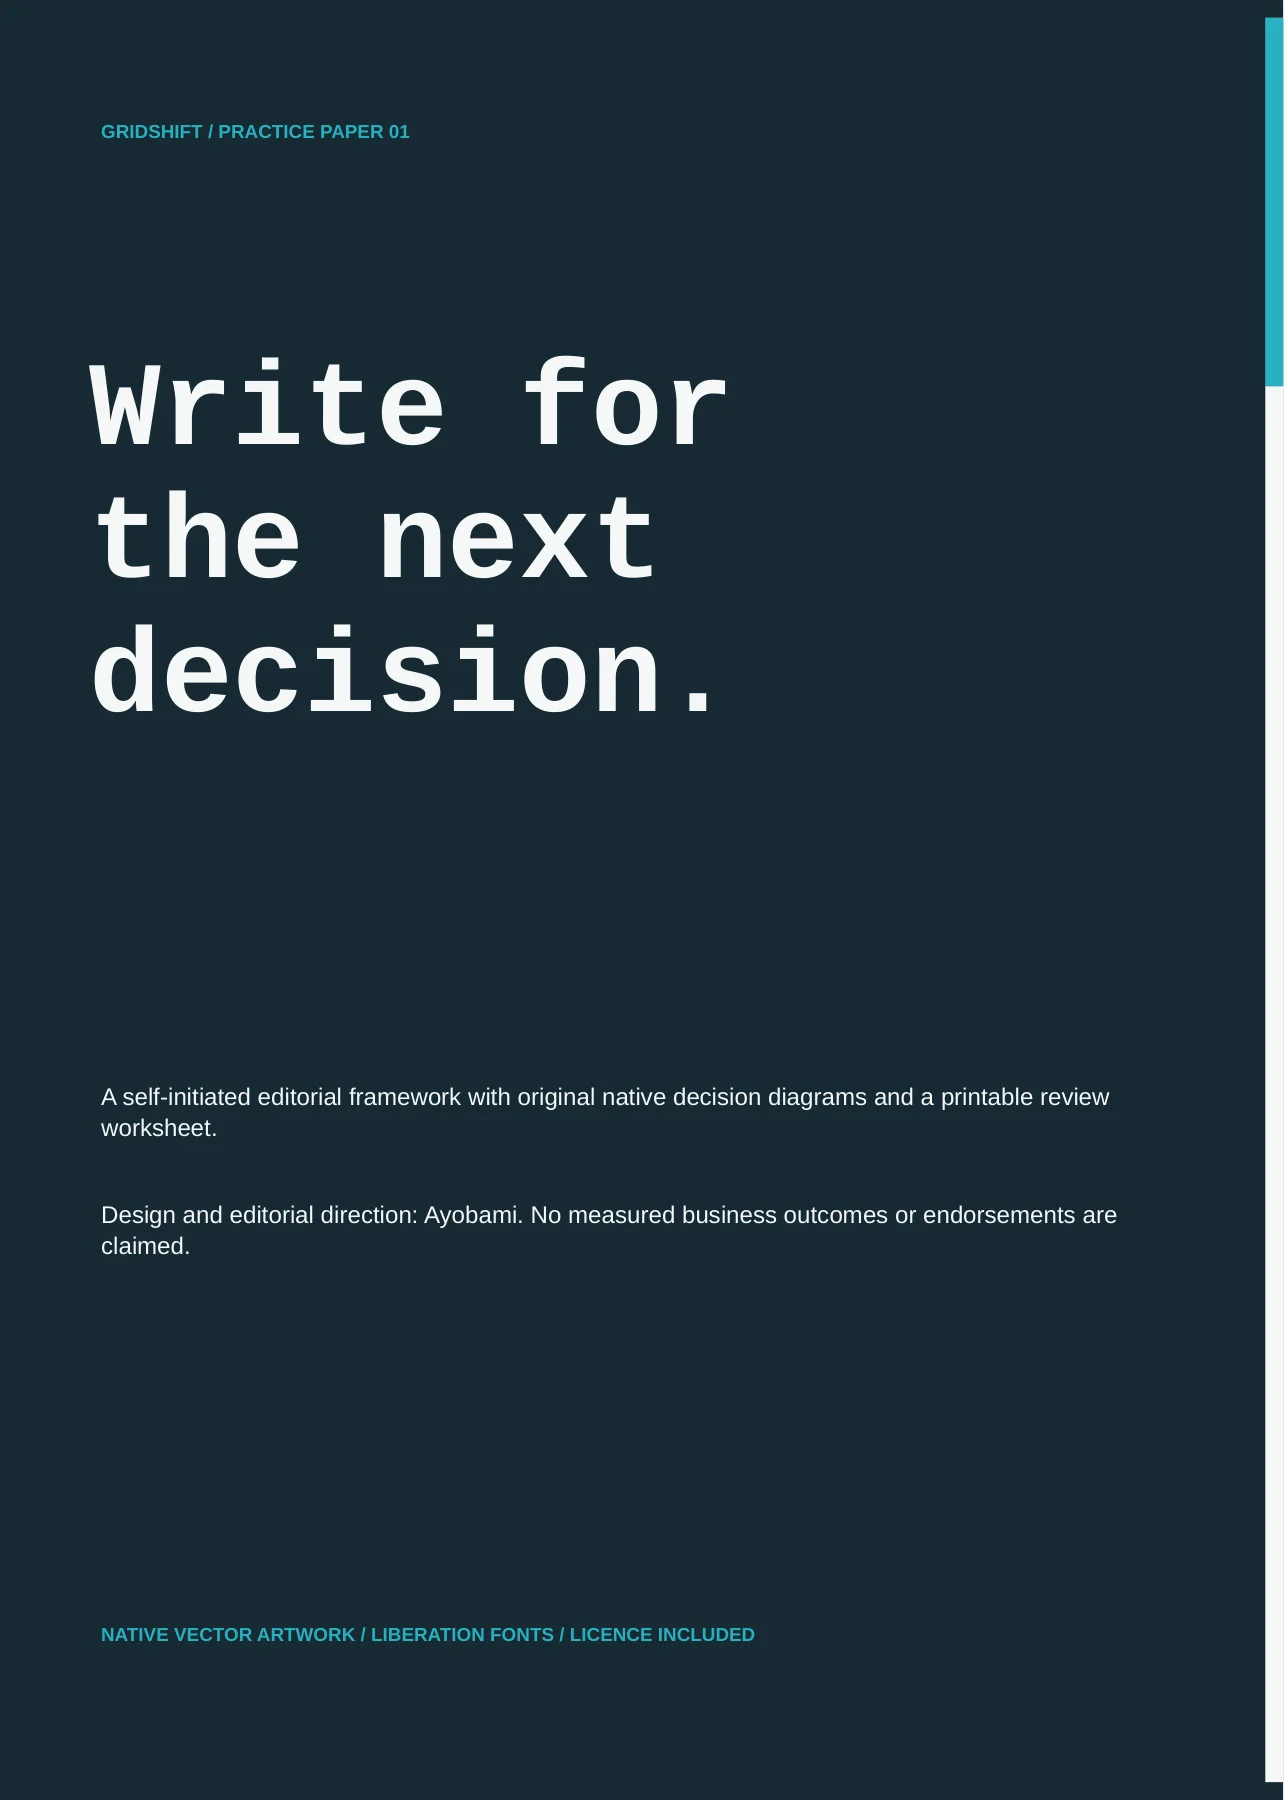 GRIDSHIFT / PRACTICE PAPER 01
Write for
the next
decision.
A self-initiated editorial framework with original native decision diagrams and a printable review
worksheet.
Design and editorial direction: Ayobami. No measured business outcomes or endorsements are
claimed.
NATIVE VECTOR ARTWORK / LIBERATION FONTS / LICENCE INCLUDED